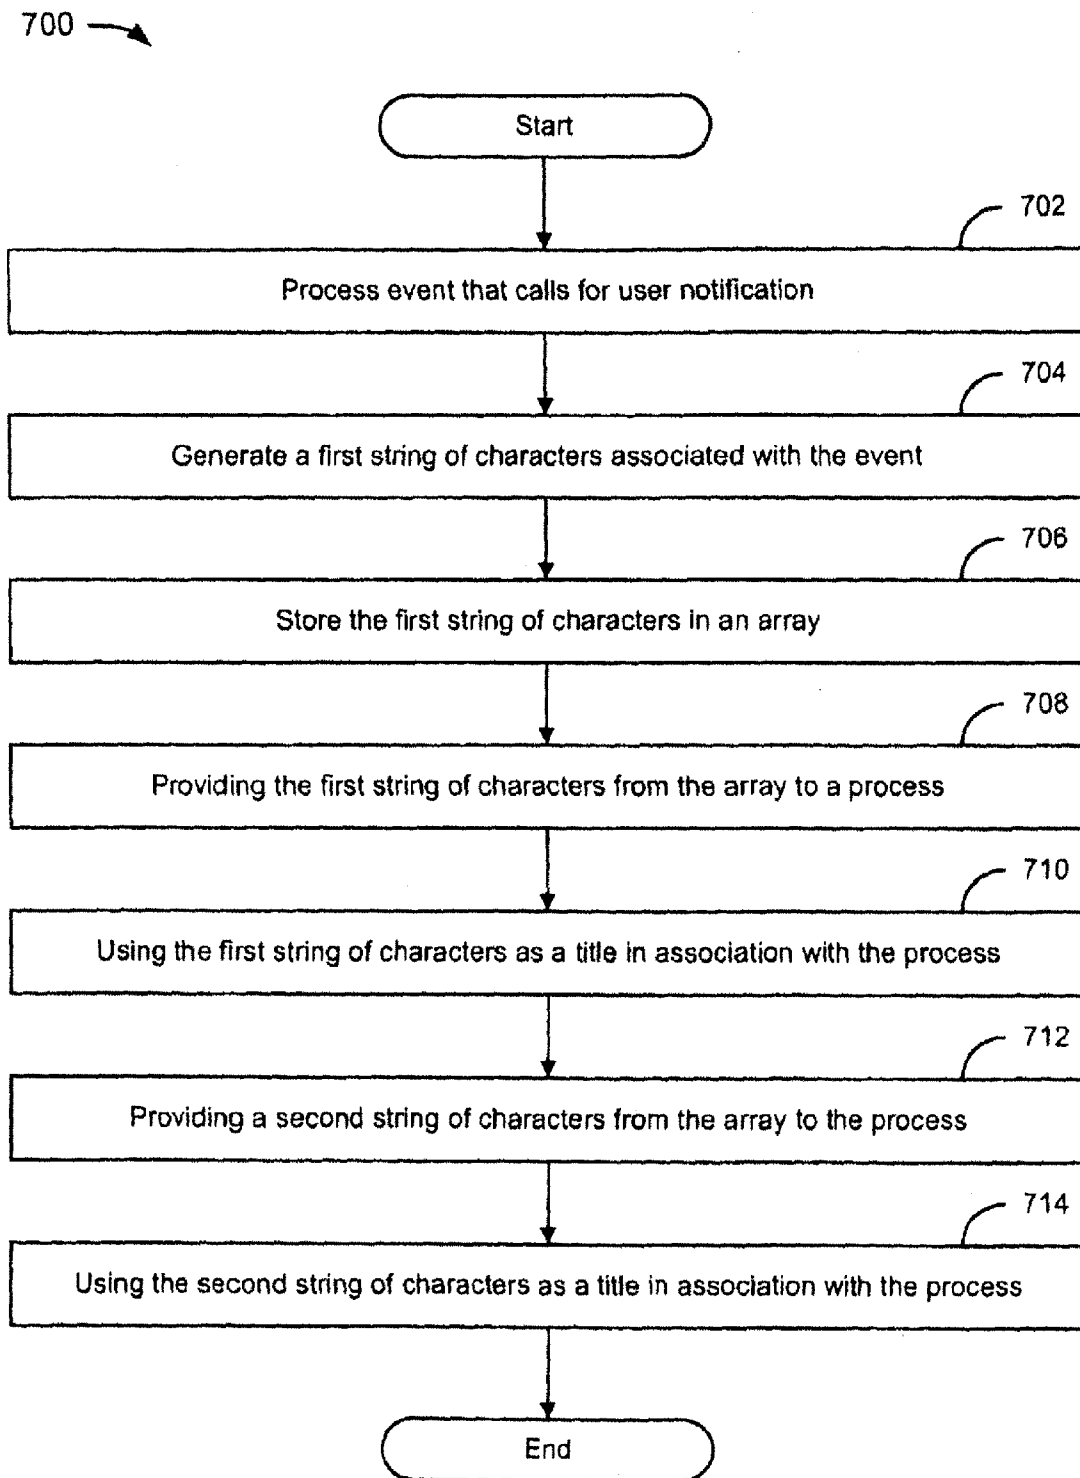 700
Start
702
Process event that calls for user notification
704
Generate a first string of characters associated with the event
706
Store the first string of characters in an array
708
Providing the first string of characters from the array to a process
710
Using the first string of characters as a title in association with the process
712
Providing a second string of characters from the array to the process
714
Using the second string of characters as a title in association with the process
End